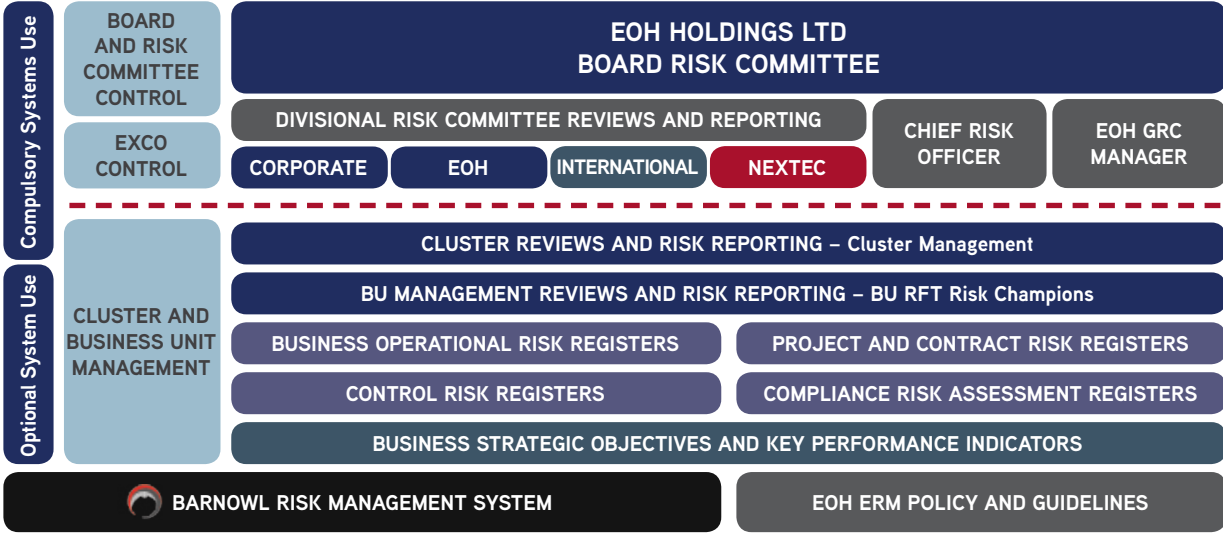 Compulsory Systems Use
BOARD
AND RISK
COMMITTEE
CONTROL
EOH HOLDINGS LTD
BOARD RISK COMMITTEE
EXCO
CONTROL
DIVISIONAL RISK COMMITTEE REVIEWS AND REPORTING
CORPORATE
EOH
INTERNATIONAL
NEXTEC
CHIEF RISK
OFFICER
EOH GRC
MANAGER
Optional System Use
CLUSTER AND
BUSINESS UNIT
MANAGEMENT
CLUSTER REVIEWS AND RISK REPORTING – Cluster Management
BU MANAGEMENT REVIEWS AND RISK REPORTING – BU RFT Risk Champions
BUSINESS OPERATIONAL RISK REGISTERS
PROJECT AND CONTRACT RISK REGISTERS
CONTROL RISK REGISTERS
COMPLIANCE RISK ASSESSMENT REGISTERS
BUSINESS STRATEGIC OBJECTIVES AND KEY PERFORMANCE INDICATORS
BARNOWL RISK MANAGEMENT SYSTEM
EOH ERM POLICY AND GUIDELINES